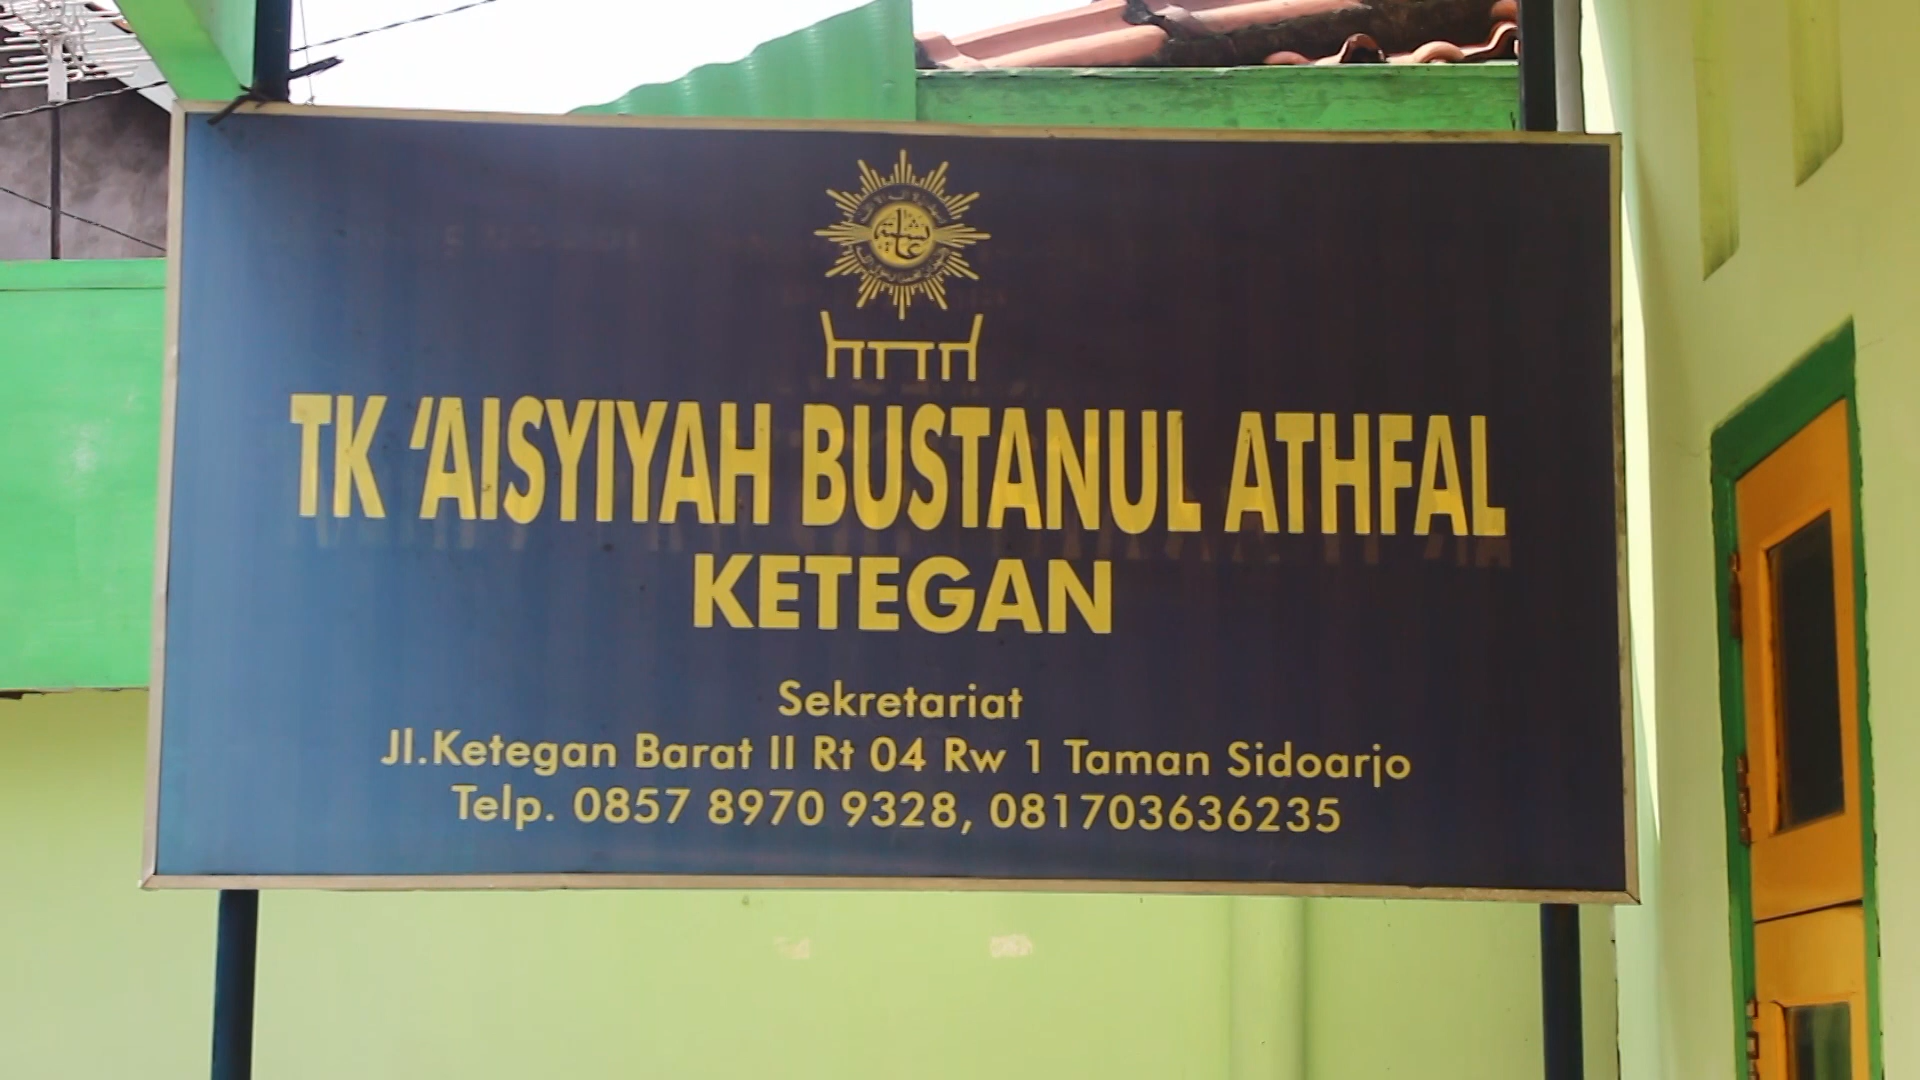 TK ‘AISYIYAH BUSTANUL ATHFAL
KETEGAN
Sekretariat
Jl.Ketegan Barat II Rt 04 Rw 1 Taman Sidoarjo
Telp. 0857 8970 9328, 081703636235